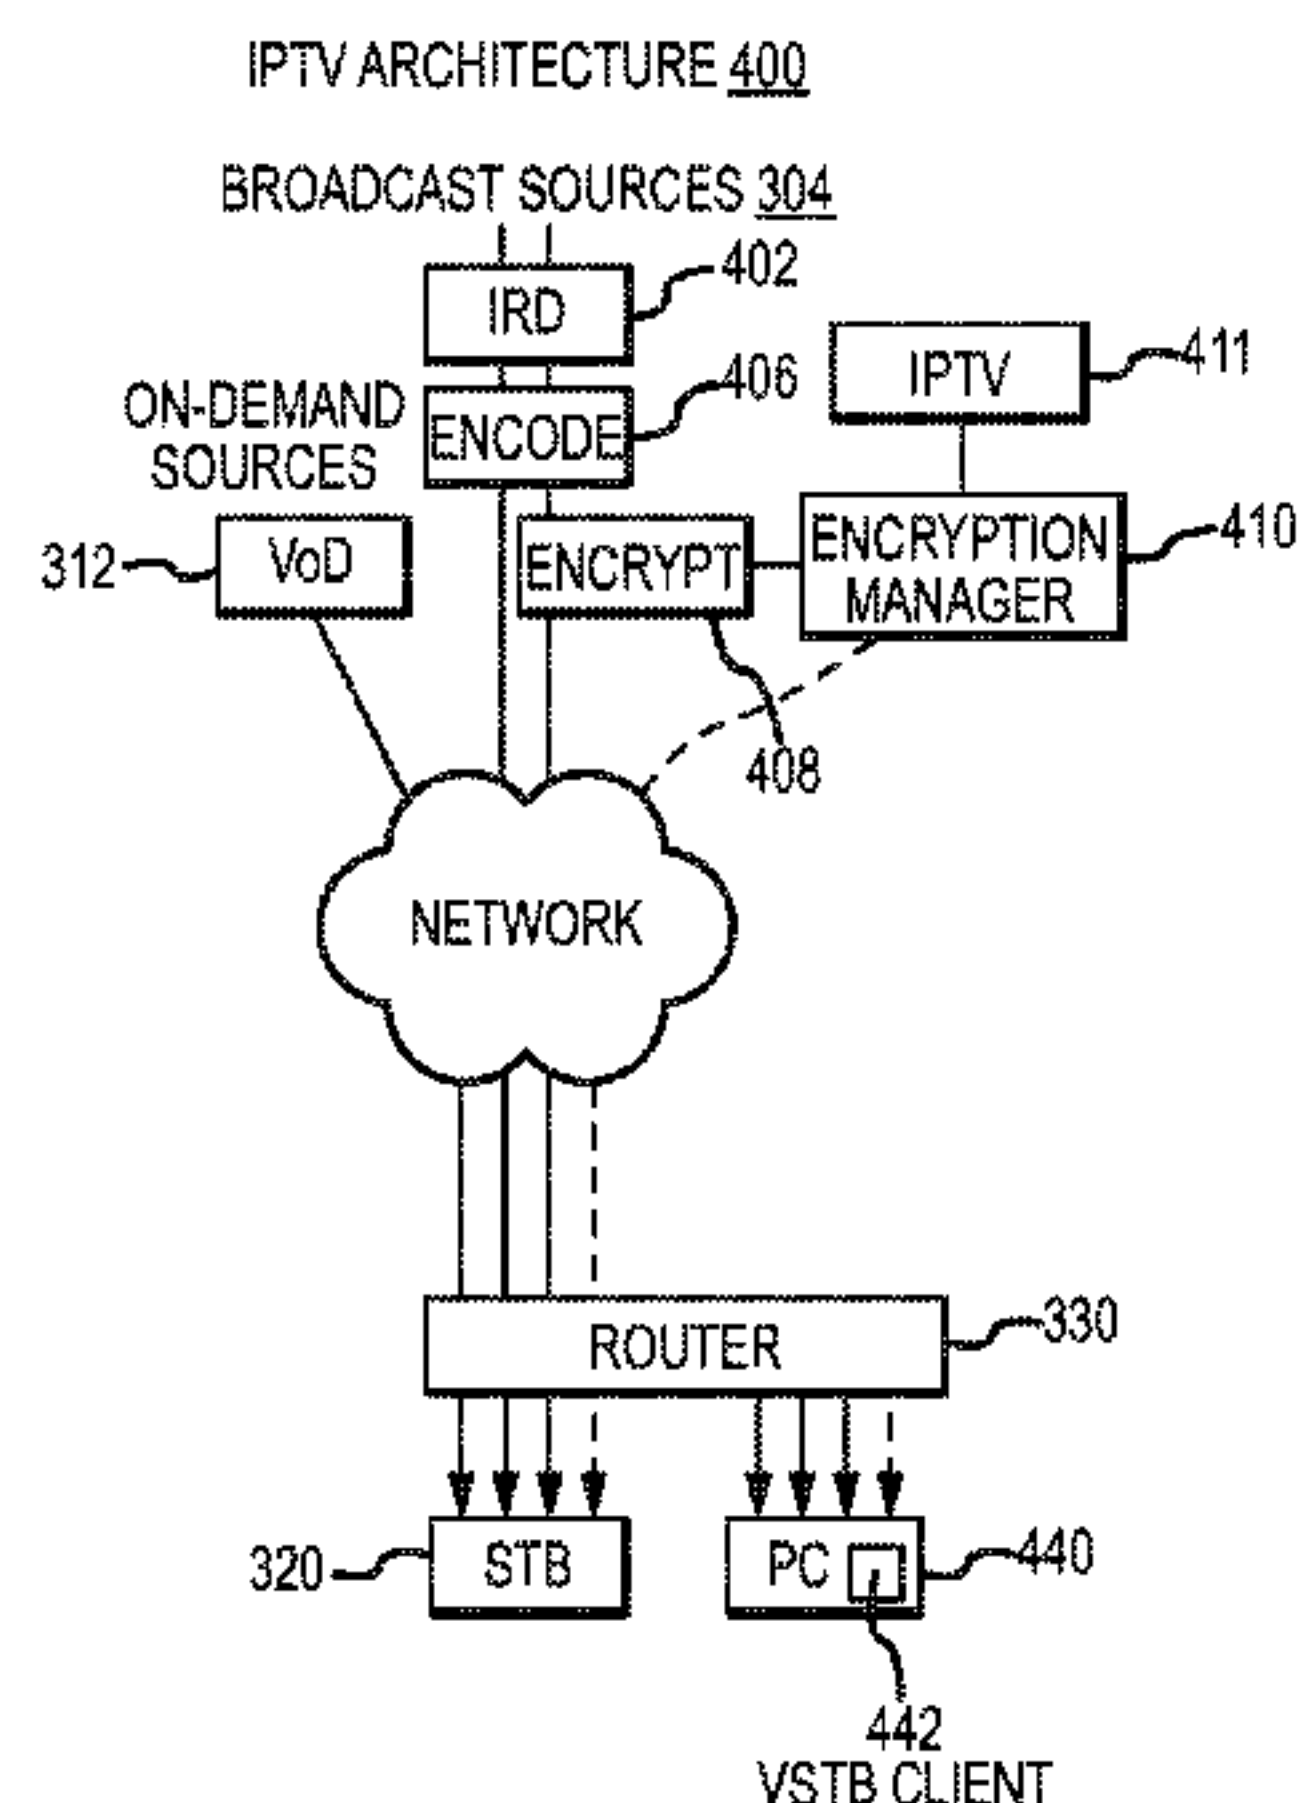 IPTV ARCHITECTURE 400
BROADCAST SOURCES 304
402
IRD
IPTV
411
406
ON-DEMAND
SOURCES
ENCODE
312
VoD
ENCRYPT
ENCRYPTION
MANAGER
410
408
NETWORK
ROUTER
330
320
STB
PC
440
442
VSTB CLIENT